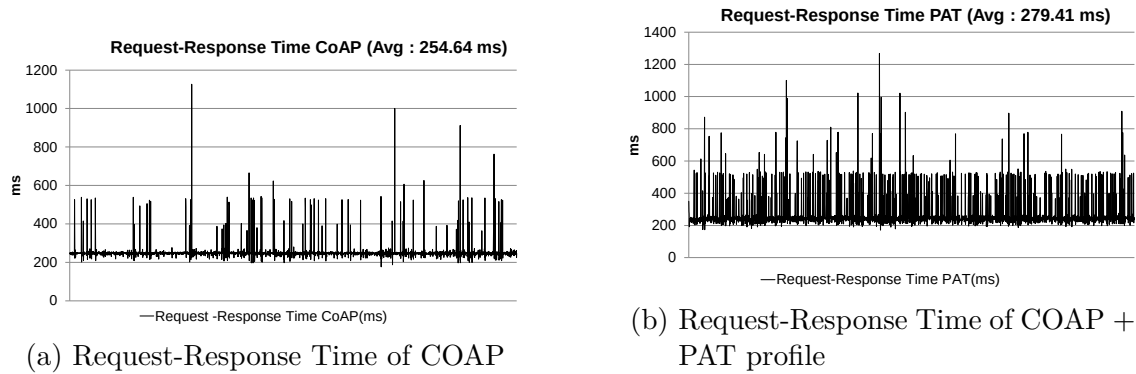 Request-Response Time CoAP (Avg : 254.64 ms)
1200
1000
800
600
400
200
0
ms
—Request -Response Time CoAP(ms)
(a) Request-Response Time of COAP
Request-Response Time PAT (Avg : 279.41 ms)
1400
1200
1000
800
600
400
200
0
ms
—Request-Response Time PAT(ms)
(b) Request-Response Time of COAP +
PAT profile